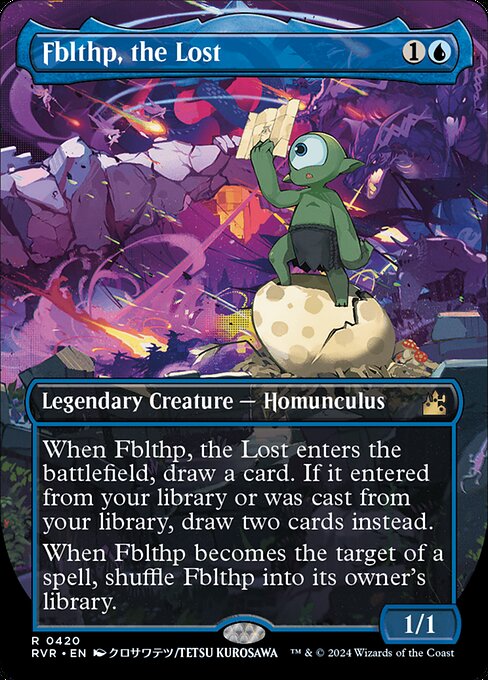 Fblthp, the Lost 1
Legendary Creature — Homunculus
When Fblthp, the Lost enters the
battlefield, draw a card. If it entered
from your library or was cast from
your library, draw two cards instead.
When Fblthp becomes the target of a
spell, shuffle Fblthp into its owner's
library.
1/1
R 0420
RVR • EN クロサワテツ/TETSU KUROSAWA ™ & © 2024 Wizards of the Coast